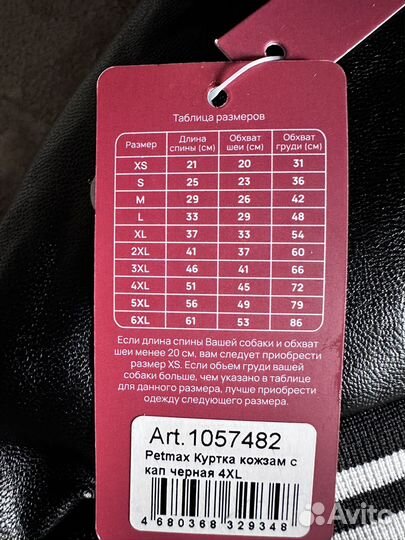 Таблица размеров
Размер Длина спины (см) Обхват шеи (см) Обхват груди (см)
XS 21 20 31
S 25 23 36
M 29 26 42
L 33 29 48
XL 37 33 54
2XL 41 37 60
3XL 46 41 66
4XL 51 45 72
5XL 56 49 79
6XL 61 53 86
Если длина спины Вашей собаки и обхват
шеи менее 20 см, вам следует приобрести
размер XS. Если объем груди вашей
собаки больше, чем указано в таблице
для данного размера, лучше приобрести
одежду следующего размера.
Art.1057482
Petmax Куртка кожзам с
кап черная 4XL
4 680368 329348
Avito